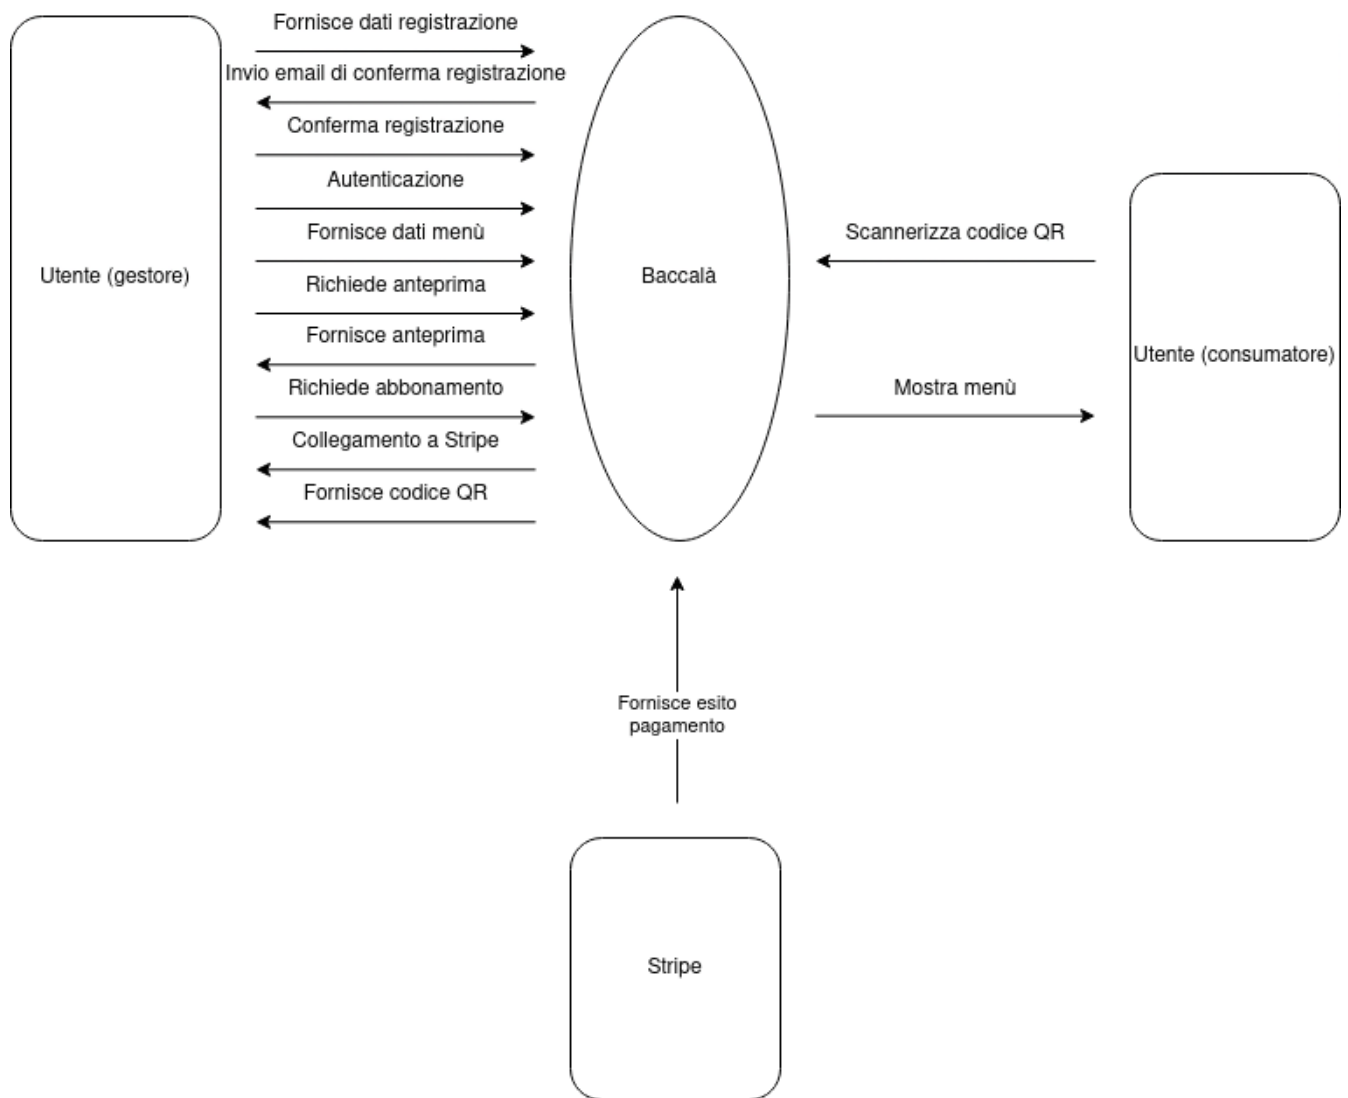 Fornisce dati registrazione
Invio email di conferma registrazione
Conferma registrazione
Autenticazione
Fornisce dati menù
Richiede anteprima
Fornisce anteprima
Richiede abbonamento
Collegamento a Stripe
Fornisce codice QR
Utente (gestore)
Baccalà
Scannerizza codice QR
Mostra menù
Utente (consumatore)
Fornisce esito
pagamento
Stripe